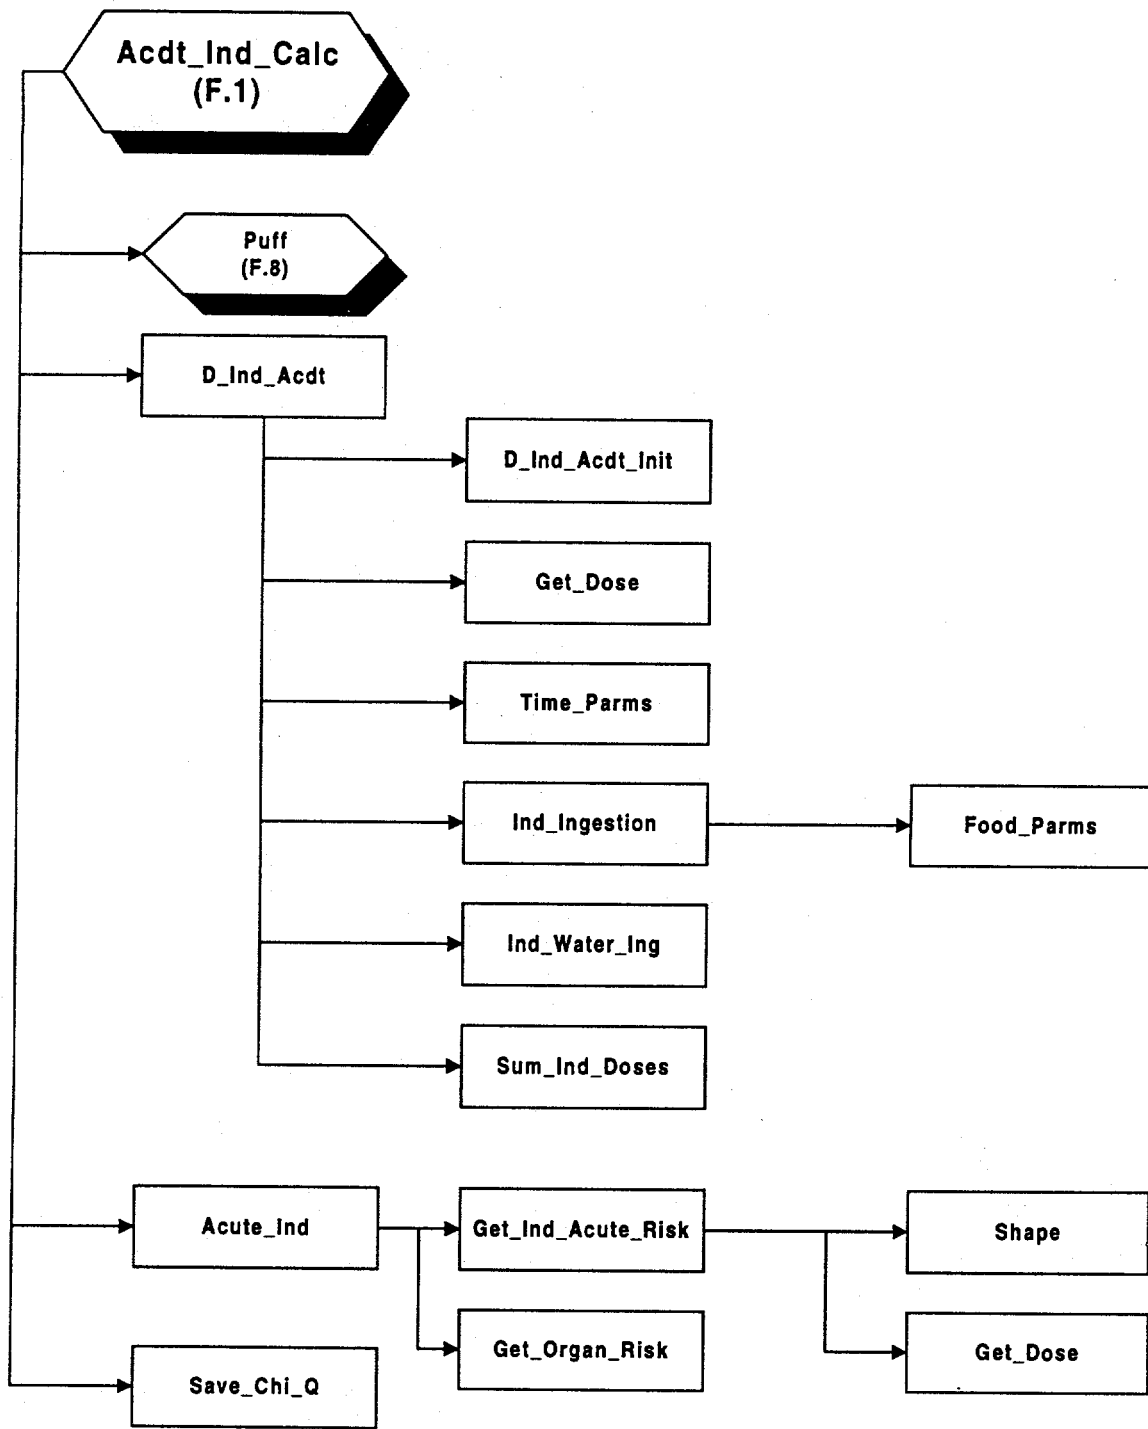 Acdt_Ind_Calc
(F.1)
Puff
(F.8)
D_Ind_Acdt
D_Ind_Acdt_Init
Get_Dose
Time_Parms
Ind_Ingestion
Food_Parms
Ind_Water_Ing
Sum_Ind_Doses
Acute_Ind
Get_Ind_Acute_Risk
Shape
Get_Organ_Risk
Get_Dose
Save_Chi_Q